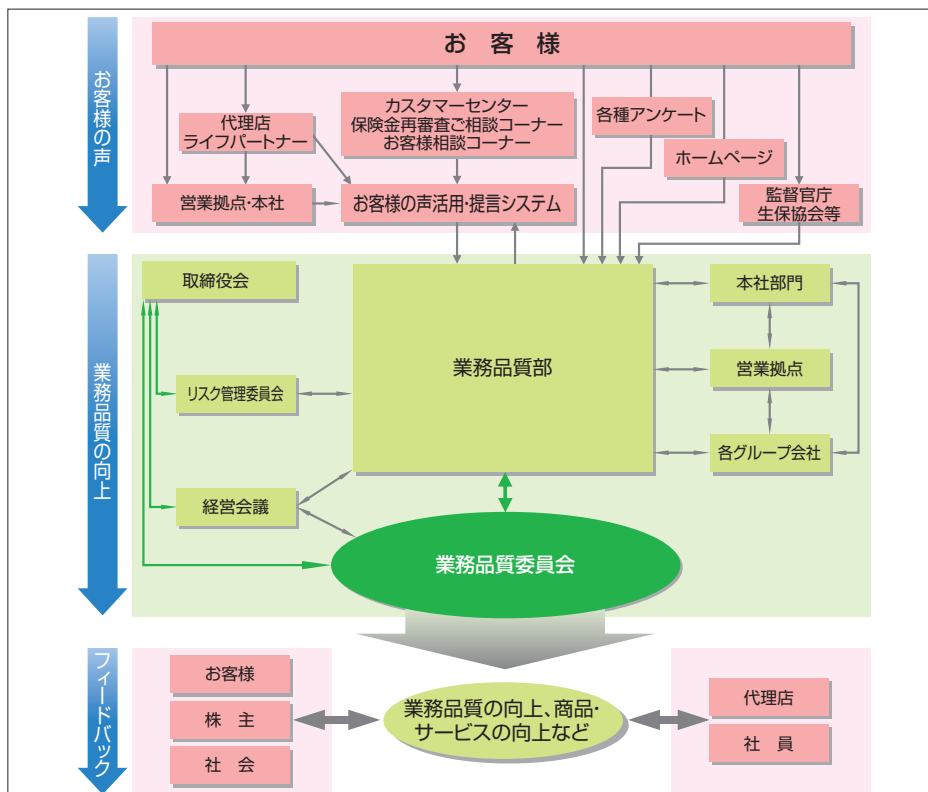 お客様の声
お 客 様
代理店
ライフパートナー
カスタマーセンター
保険金再審査ご相談コーナー
お客様相談コーナー
各種アンケート
ホームページ
営業拠点・本社
お客様の声活用・提言システム
監督官庁
生保協会等
業務品質の向上
取締役会
業務品質部
本社部門
営業拠点
リスク管理委員会
各グループ会社
経営会議
業務品質委員会
フィードバック
お客様
株 主
社 会
業務品質の向上、商品・
サービスの向上など
代理店
社 員